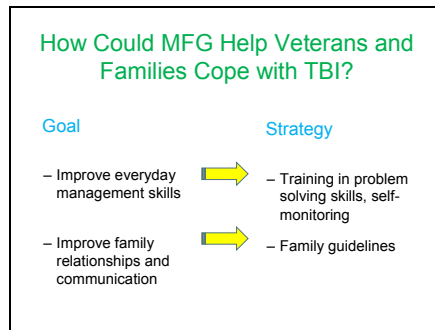 How Could MFG Help Veterans and
Families Cope with TBI?
Goal
– Improve everyday
management skills
– Improve family
relationships and
communication
Strategy
– Training in problem
solving skills, self-
monitoring
– Family guidelines